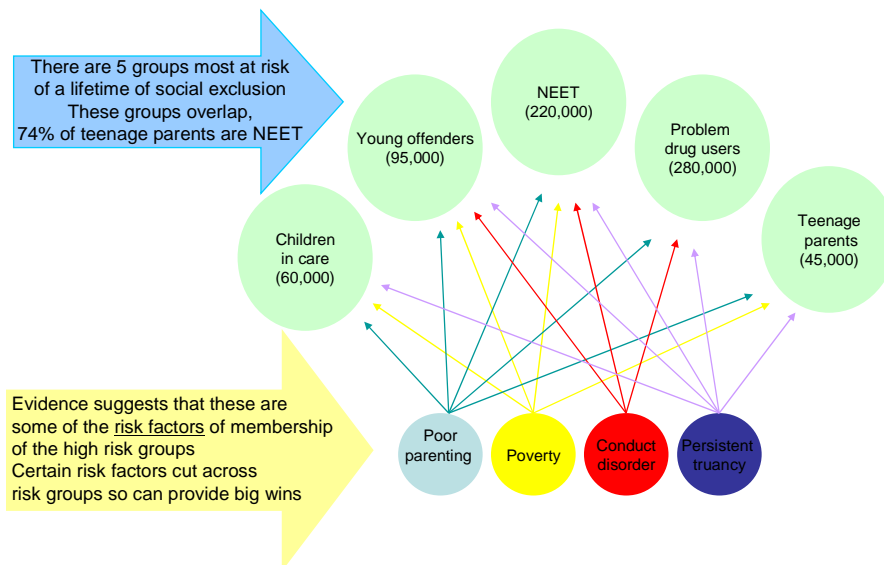 There are 5 groups most at risk
of a lifetime of social exclusion
These groups overlap,
74% of teenage parents are NEET
Children
in care
(60,000)
Young offenders
(95,000)
NEET
(220,000)
Problem
drug users
(280,000)
Teenage
parents
(45,000)
Evidence suggests that these are
some of the risk factors of membership
of the high risk groups
Certain risk factors cut across
risk groups so can provide big wins
Poor
parenting
Poverty
Conduct
disorder
Persistent
truancy